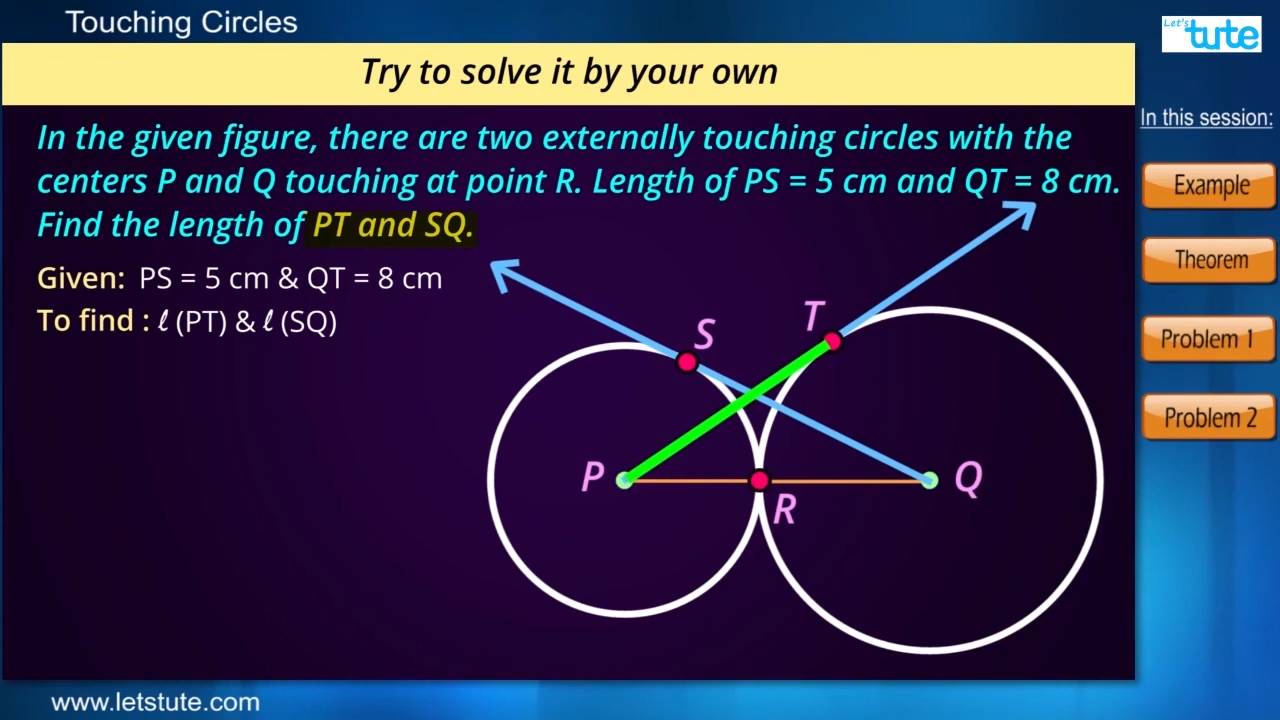 Touching Circles
Let's tute
Try to solve it by your own
In this session:
In the given figure, there are two externally touching circles with the
centers P and Q touching at point R. Length of PS = 5 cm and QT = 8 cm.
Find the length of PT and SQ.
Given: PS = 5 cm & QT = 8 cm
To find : ℓ (PT) & ℓ (SQ)
Example
Theorem
Problem 1
Problem 2
S
T
P
Q
R
www.letstute.com